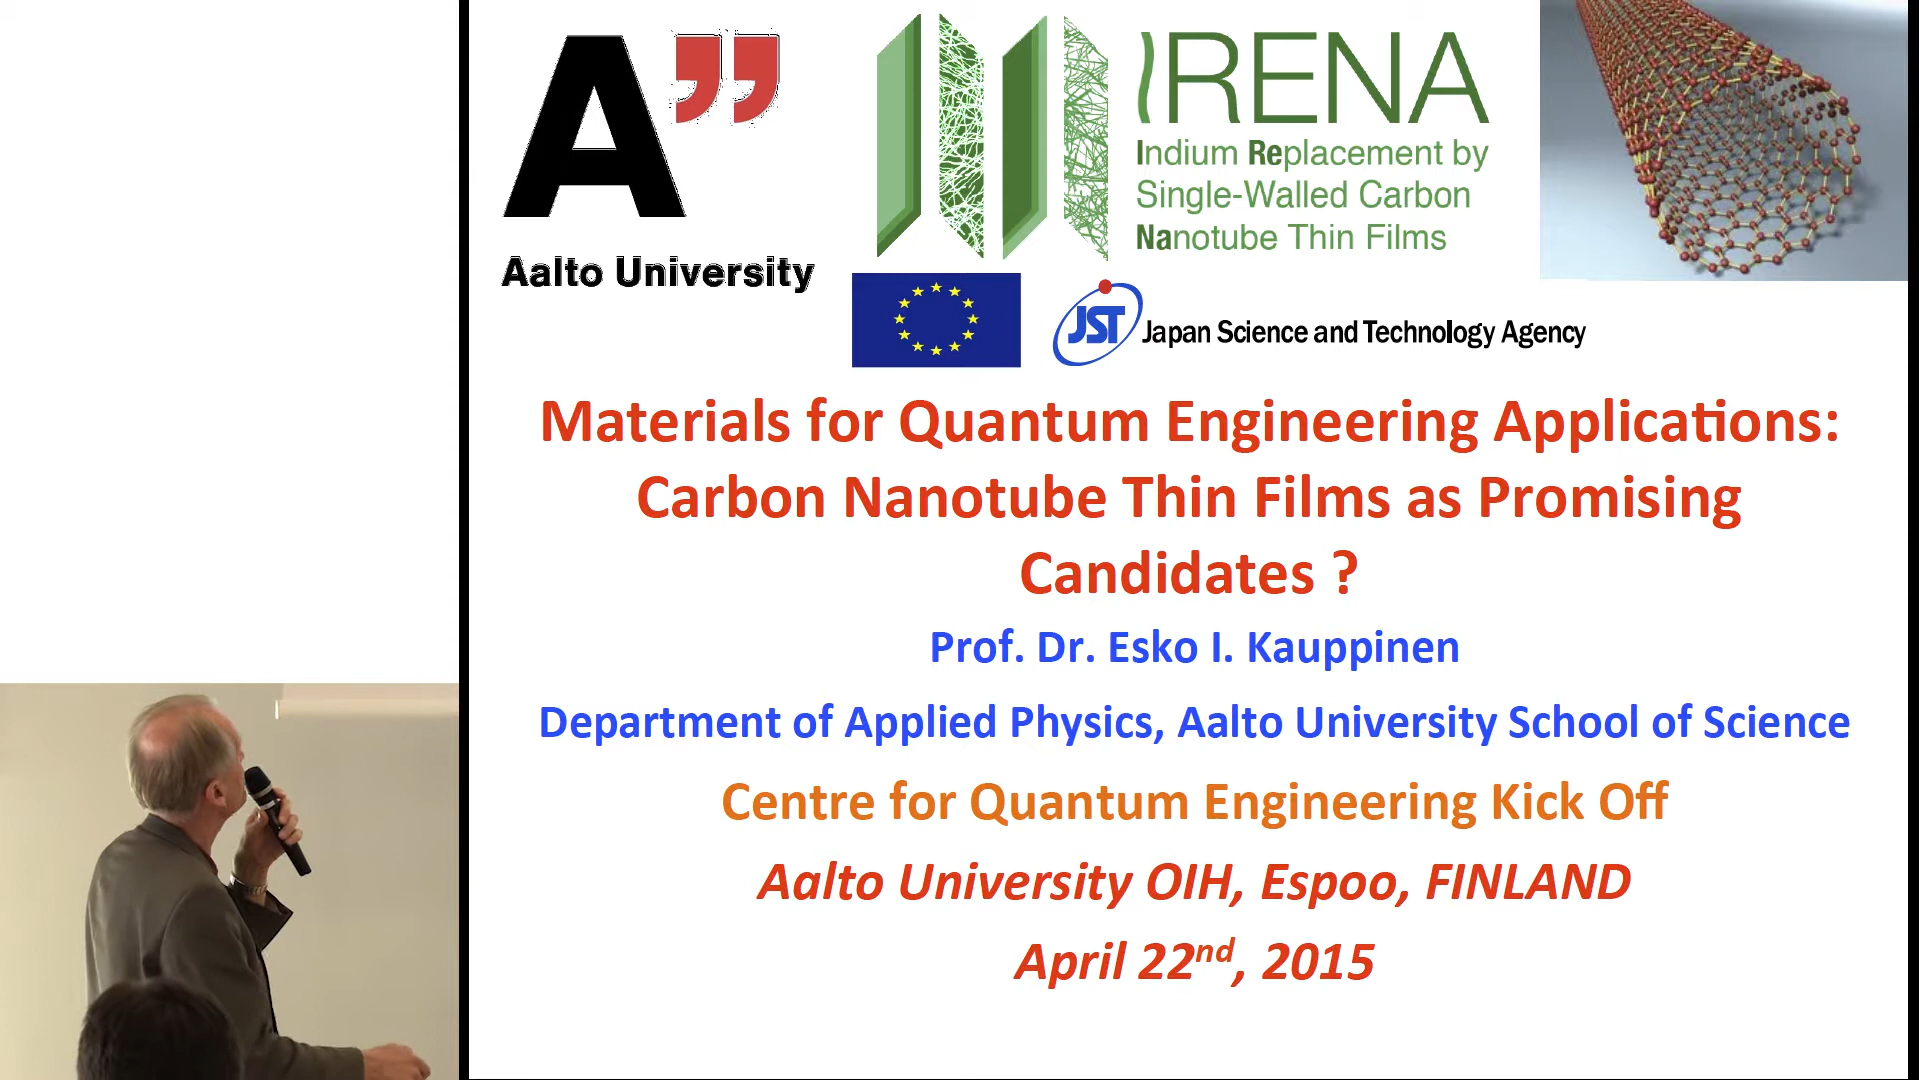 A”
Aalto University
IRENA
Indium Replacement by
Single-Walled Carbon
Nanotube Thin Films
JST Japan Science and Technology Agency
Materials for Quantum Engineering Applications:
Carbon Nanotube Thin Films as Promising
Candidates ?
Prof. Dr. Esko I. Kauppinen
Department of Applied Physics, Aalto University School of Science
Centre for Quantum Engineering Kick Off
Aalto University OIH, Espoo, FINLAND
April 22nd, 2015